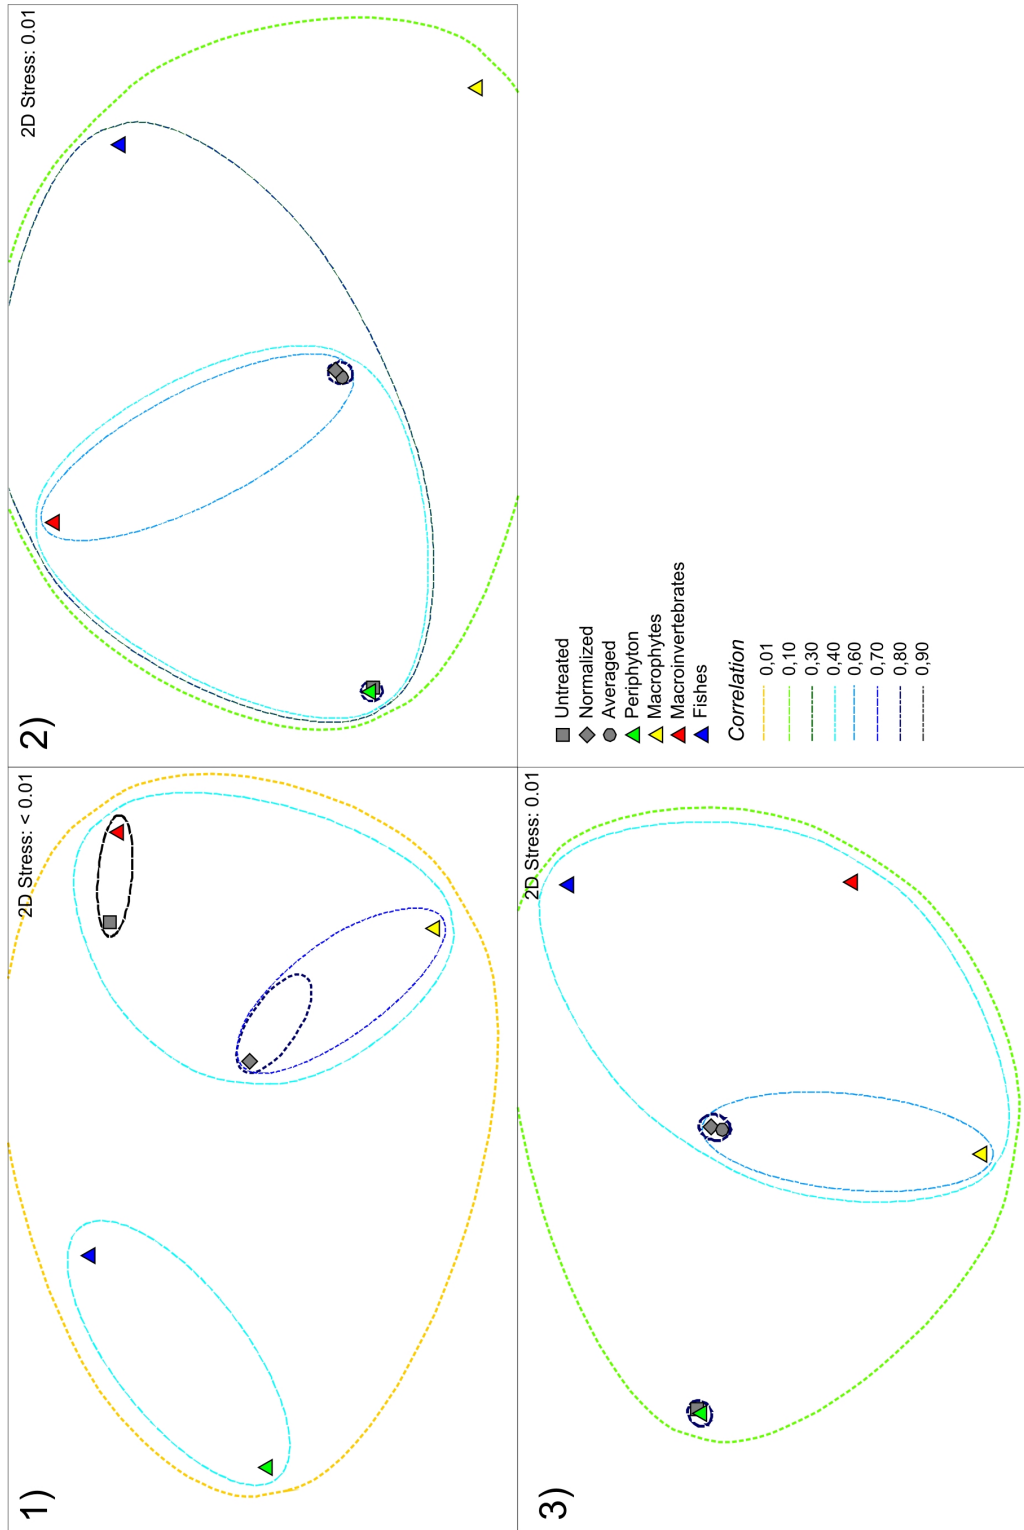 1)
2D Stress: < 0.01
2)
2D Stress: 0.01
3)
2D Stress: 0.01
Untreated
Normalized
Averaged
Periphyton
Macrophytes
Macroinvertebrates
Fishes
Correlation
0,01
0,10
0,30
0,40
0,60
0,70
0,80
0,90